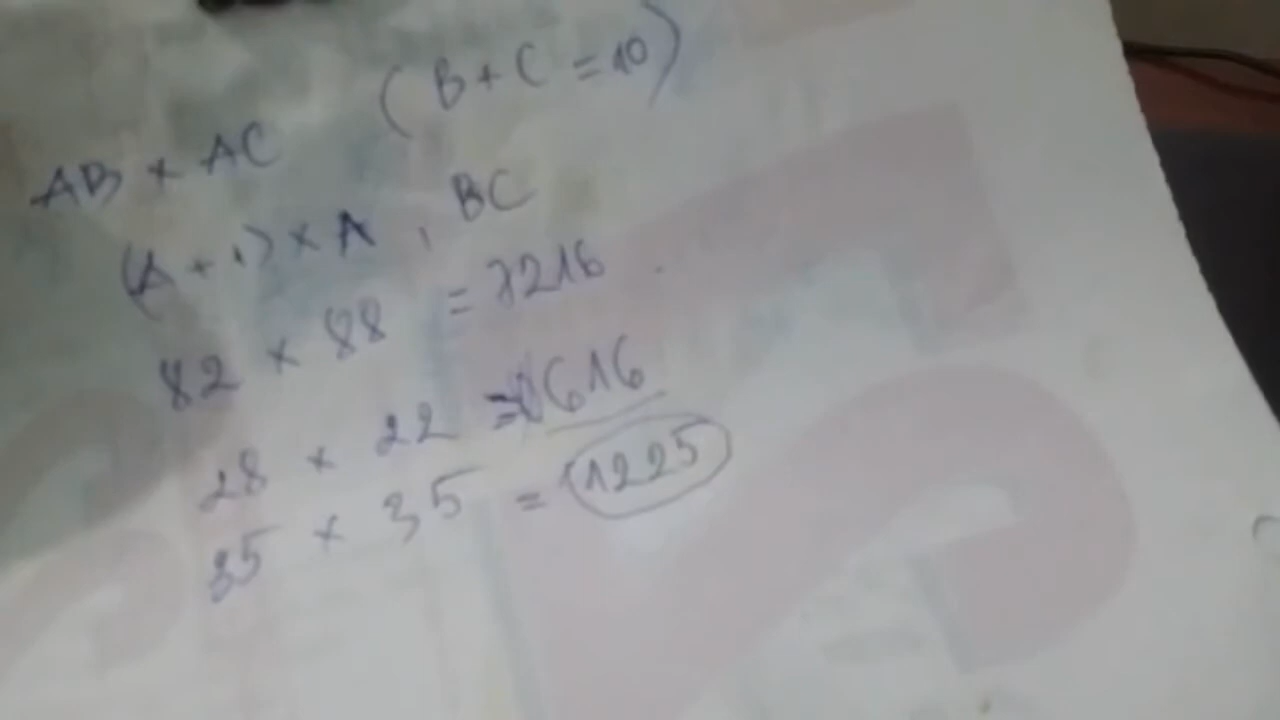 AB × AC (B + C = 10)
(A + 1) × A , BC
82 × 88 = 7216
28 × 22 = 0616
35 × 35 = 1225